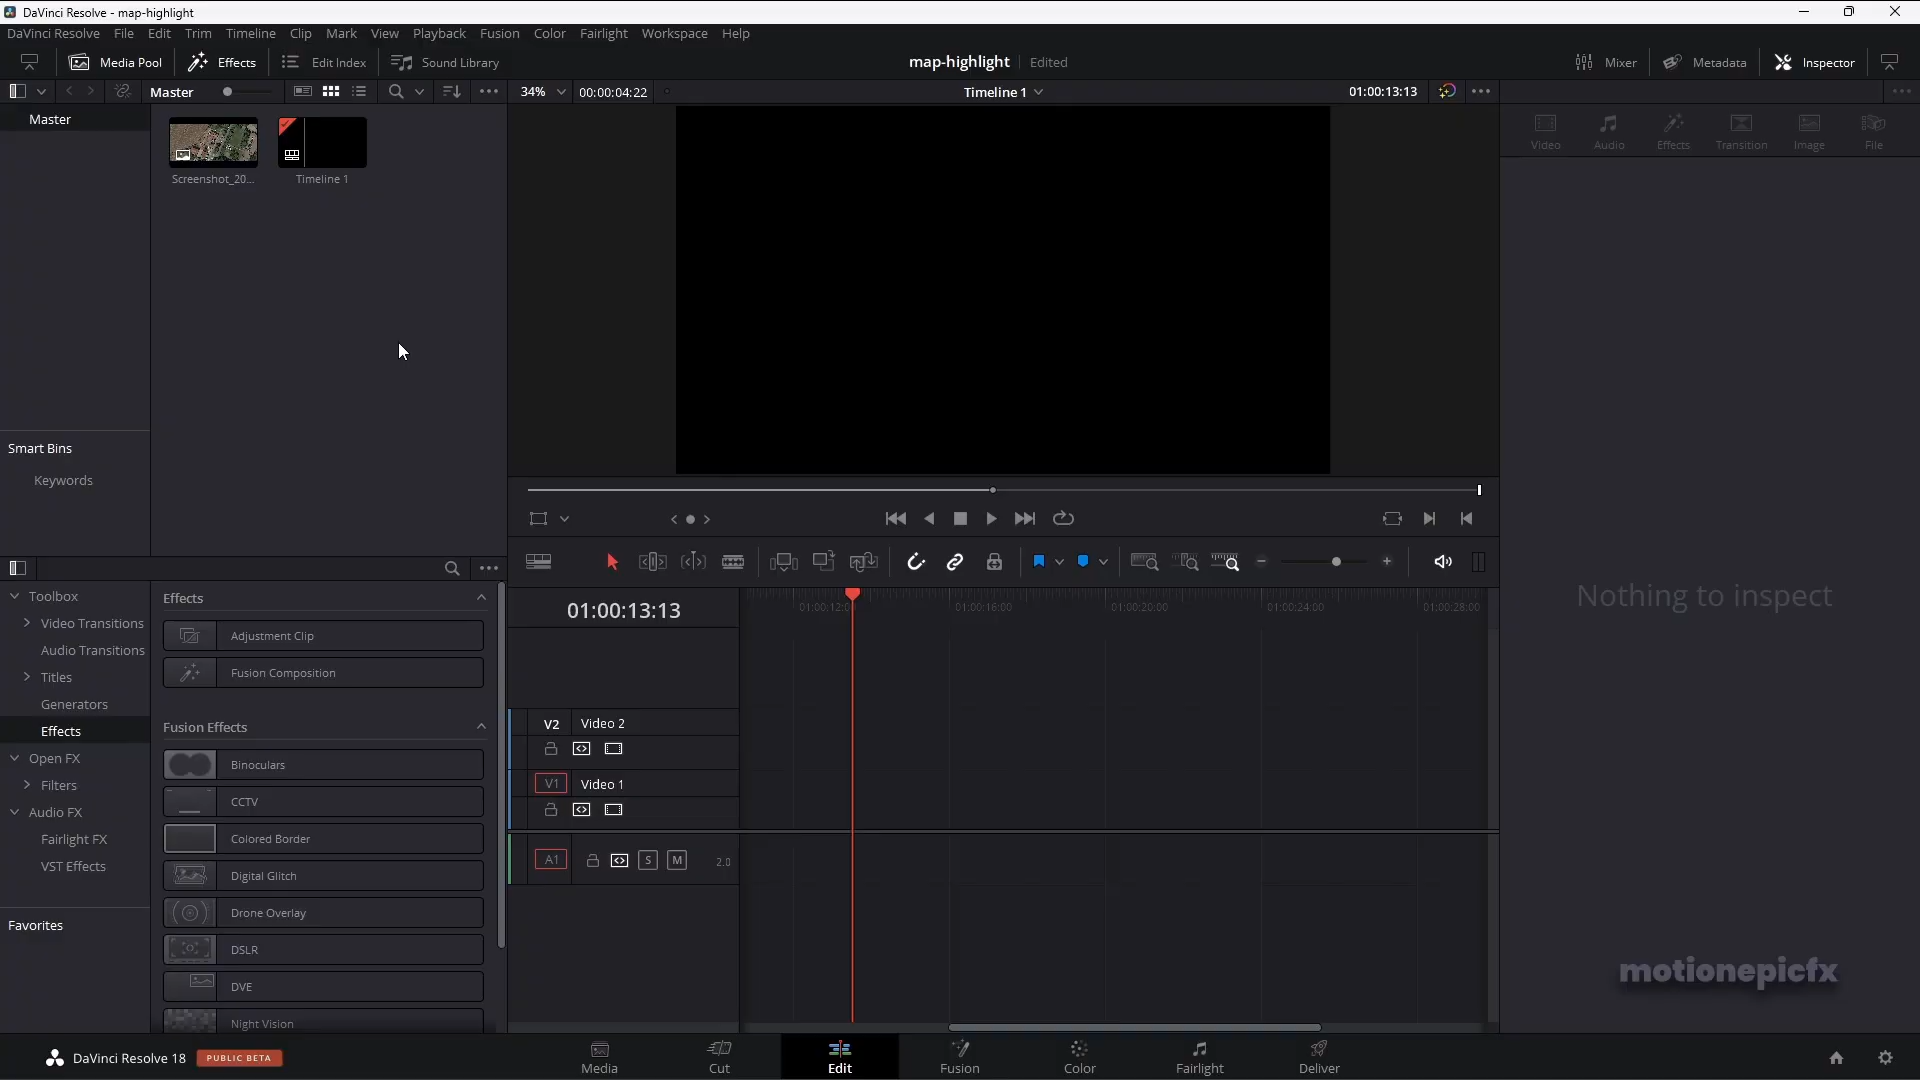 DaVinci Resolve - map-highlight
DaVinci Resolve File Edit Trim Timeline Clip Mark View Playback Fusion Color Fairlight Workspace Help
Media Pool Effects Edit Index Sound Library map-highlight Edited Mixer Metadata Inspector
Master 34% 00:00:04:22 Timeline 1 01:00:13:13
Master
Screenshot_20... Timeline 1
Video Audio Effects Transition Image File
Smart Bins
Keywords
Nothing to inspect
Toolbox
Video Transitions
Audio Transitions
Titles
Generators
Effects
Open FX
Filters
Audio FX
Fairlight FX
VST Effects
Favorites
Effects
Adjustment Clip
Fusion Composition
Fusion Effects
Binoculars
CCTV
Colored Border
Digital Glitch
Drone Overlay
DSLR
DVE
Night Vision
01:00:13:13
01:00:12:0 01:00:16:00 01:00:20:00 01:00:24:00 01:00:28:00
V2 Video 2
V1 Video 1
A1 S M 2.0
motionepicfx
DaVinci Resolve 18 PUBLIC BETA
Media Cut Edit Fusion Color Fairlight Deliver